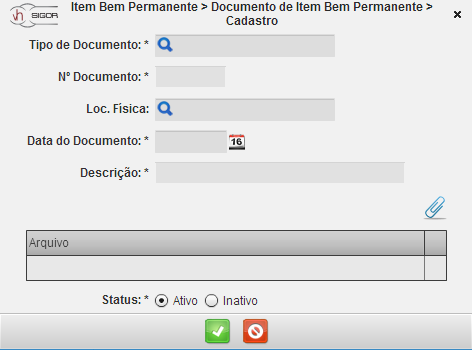 Item Bem Permanente > Documento de Item Bem Permanente >
Cadastro
vh SIGOR
Tipo de Documento: *
Nº Documento: *
Loc. Física:
Data do Documento: * 16
Descrição: *
Arquivo
Status: * Ativo Inativo